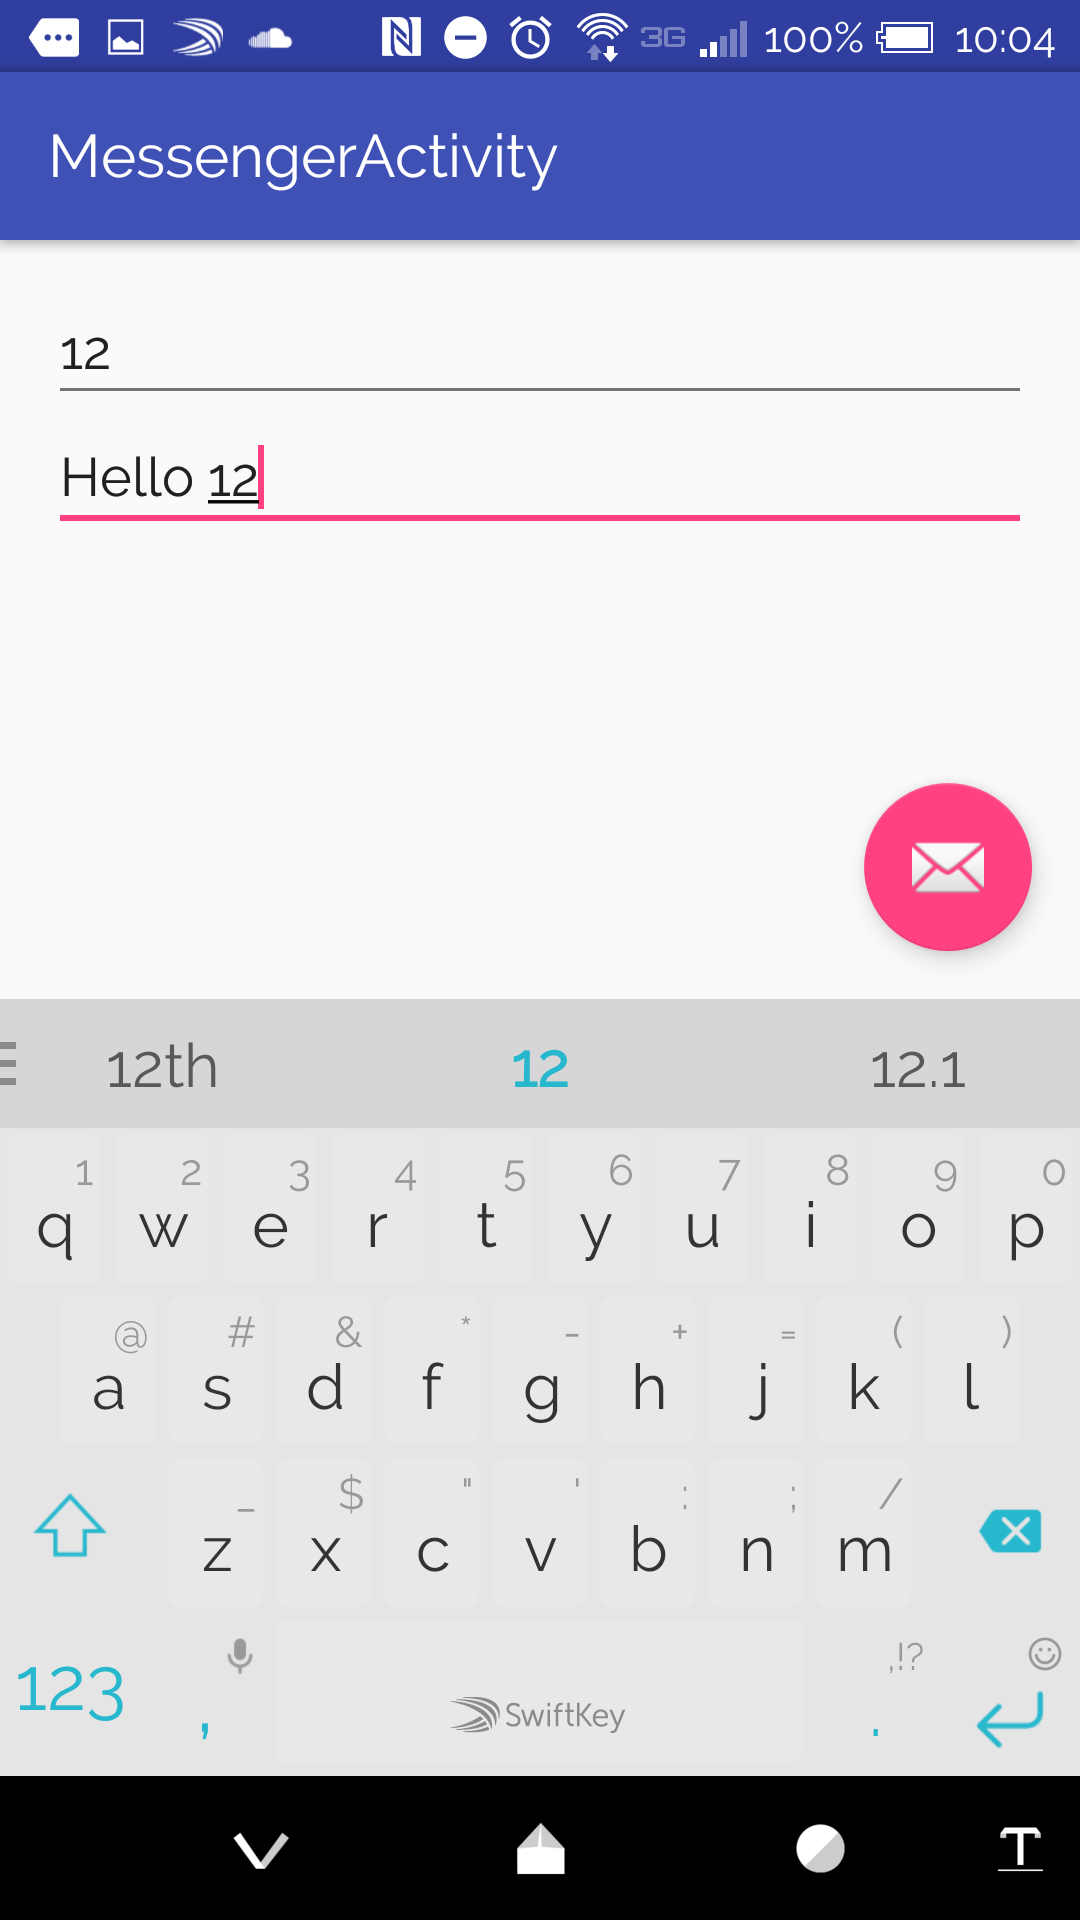 3G 100% 10:04
MessengerActivity
12
Hello 12
12th 12 12.1
1 2 3 4 5 6 7 8 9 0
q w e r t y u i o p
@ # & * - + = ( )
a s d f g h j k l
_ $ " ' : ; /
z x c v b n m
,!?
123 , SwiftKey .
T